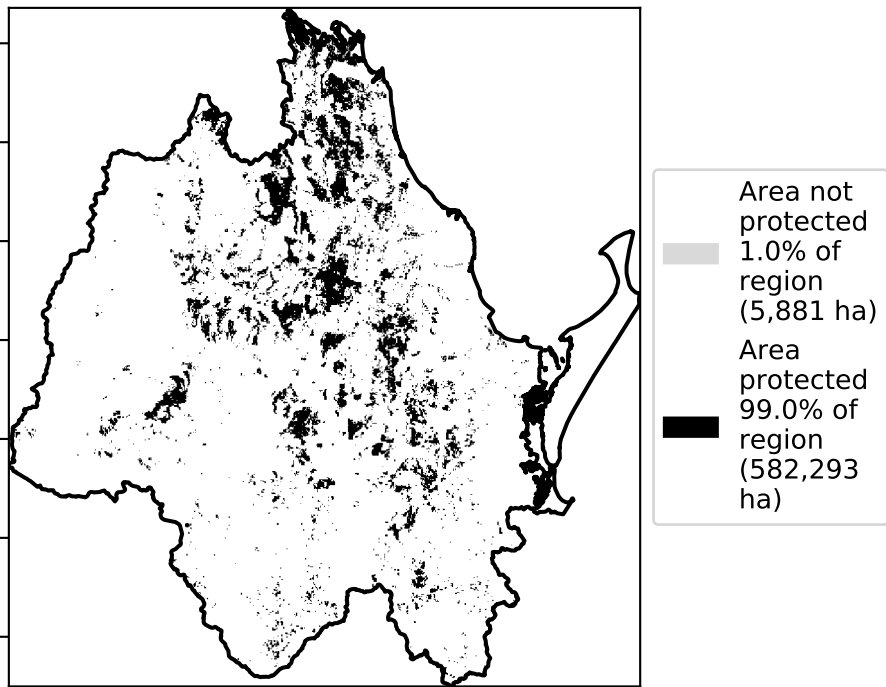 Area not
protected
1.0% of
region
(5,881 ha)
Area
protected
99.0% of
region
(582,293
ha)